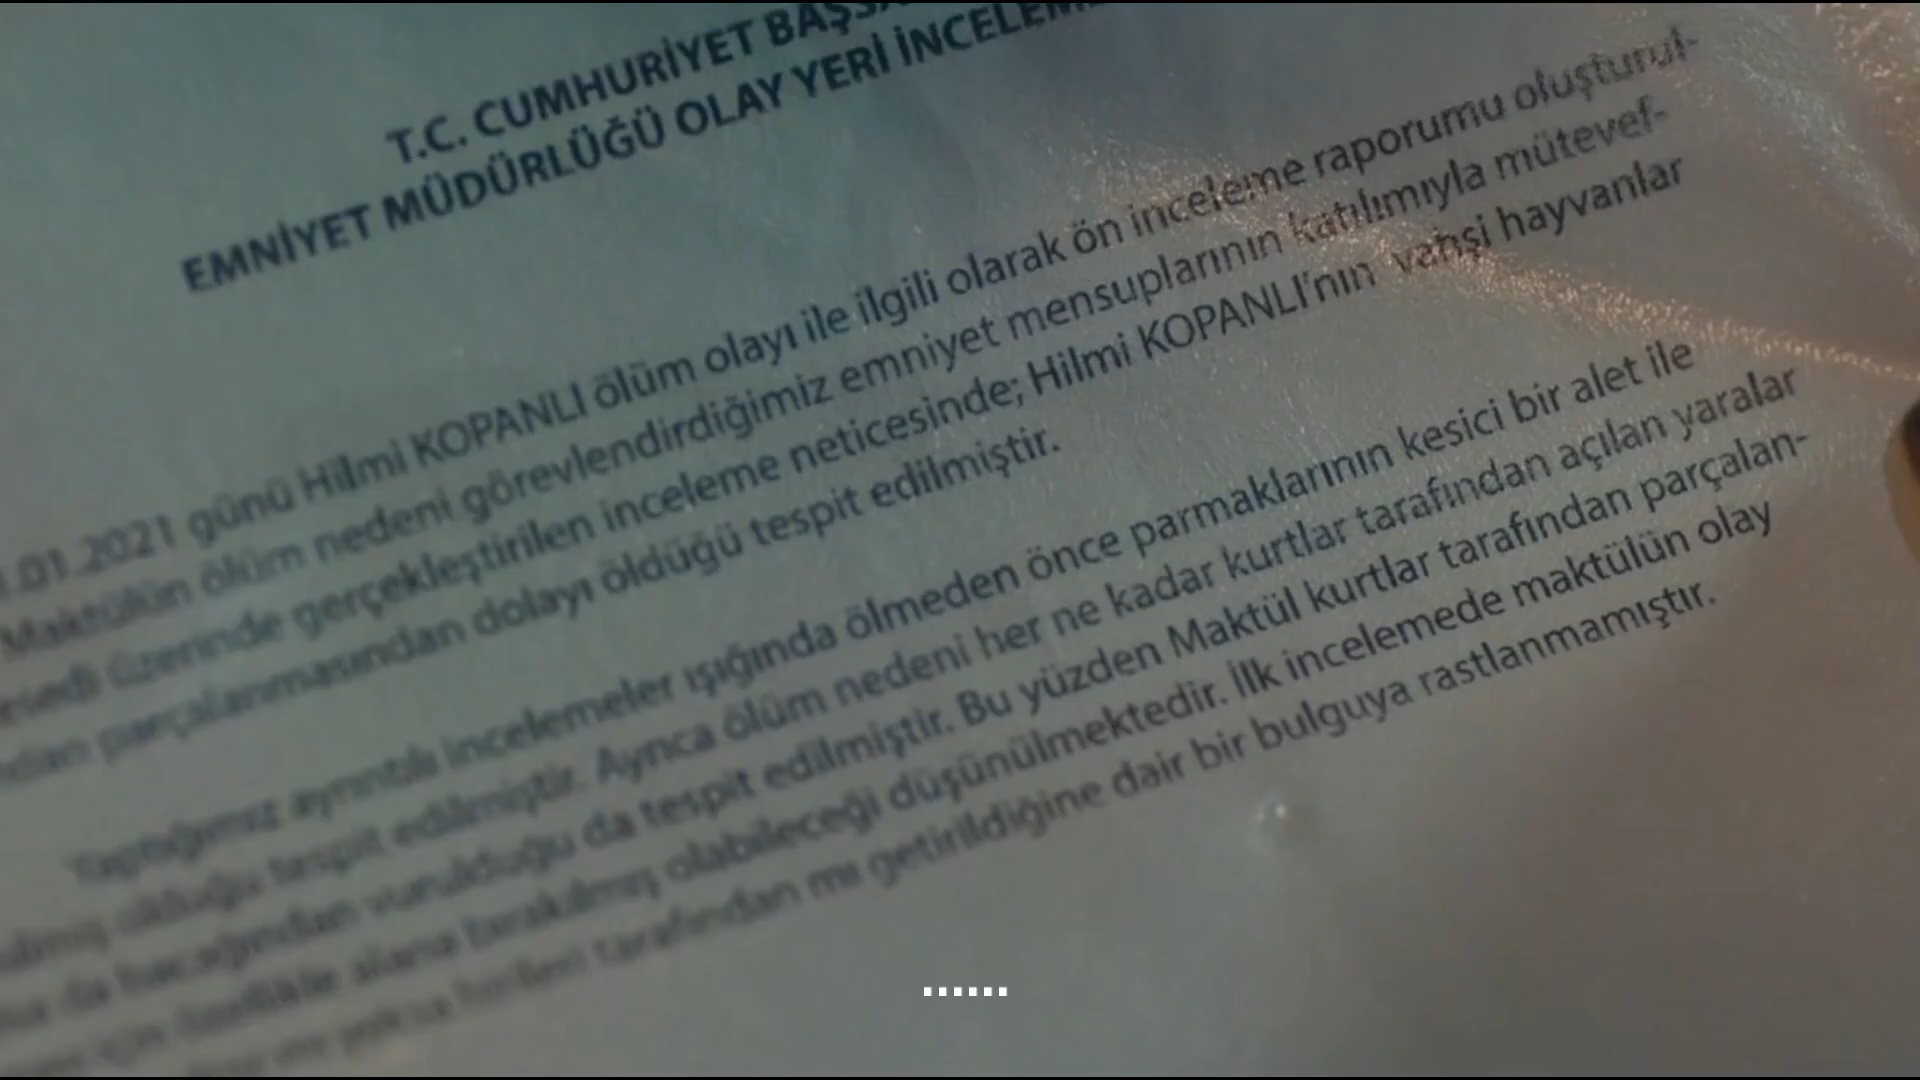 T.C. CUMHURİYET
EMNİYET MÜDÜRLÜĞÜ OLAY YERİ
.01.2021 günü Hilmi KOPANLI ölüm olayı ile ilgili olarak ön inceleme raporumu oluşturul-
Maktülün ölüm nedeni görevlendirdiğimiz emniyet mensuplarının katılımıyla mütevef-
üzerinde gerçekleştirilen inceleme neticesinde; Hilmi KOPANLI'nın vahşi hayvanlar
parçalanmasından dolayı öldüğü tespit edilmiştir.
Yaptığımız ayrıntılı incelemeler ışığında ölmeden önce parmaklarının kesici bir alet ile
olduğu tespit edilmiştir. Ayrıca ölüm nedeni her ne kadar kurtlar tarafından açılan yaralar
da bacağından vurulduğu da tespit edilmiştir. Bu yüzden Maktül kurtlar tarafından parçalan-
için özellikle alana bırakılmış olabileceği düşünülmektedir. İlk incelemede maktülün olay
yoksa birileri tarafından mı getirildiğine dair bir bulguya rastlanmamıştır.
......